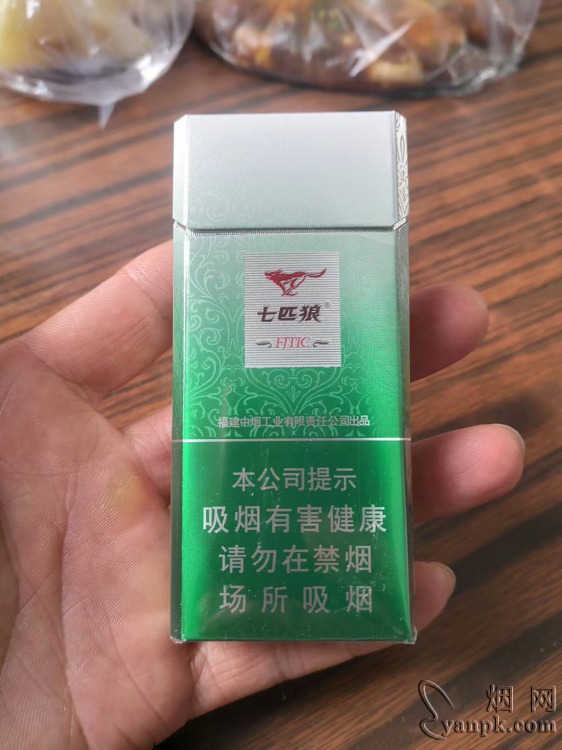 七匹狼®
FJTIC
福建中烟工业有限责任公司出品
本公司提示
吸烟有害健康
请勿在禁烟
场所吸烟
烟网
yanpk.com